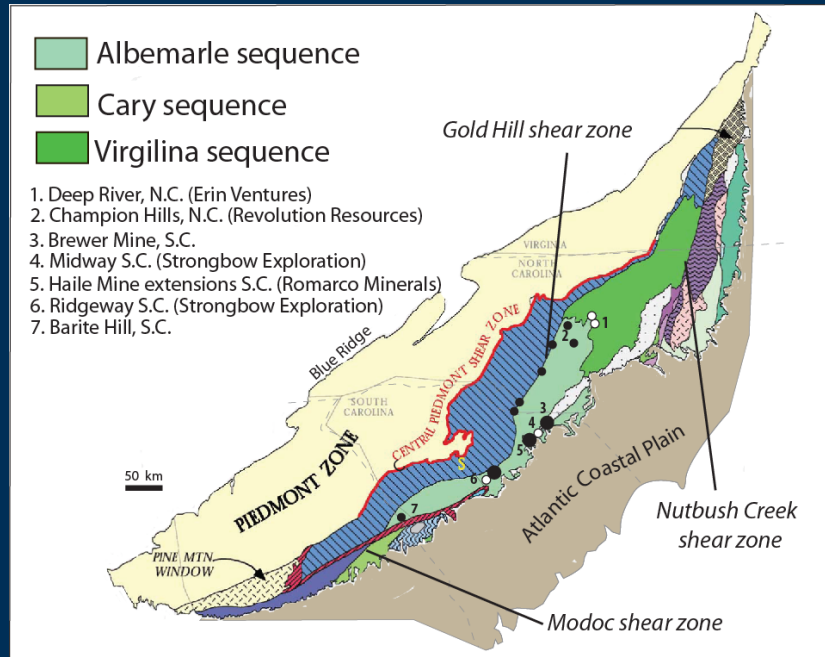 Albemarle sequence
Cary sequence
Virgilina sequence
1. Deep River, N.C. (Erin Ventures)
2. Champion Hills, N.C. (Revolution Resources)
3. Brewer Mine, S.C.
4. Midway S.C. (Strongbow Exploration)
5. Haile Mine extensions S.C. (Romarco Minerals)
6. Ridgeway S.C. (Strongbow Exploration)
7. Barite Hill, S.C.
Gold Hill shear zone
VIRGINIA
NORTH
CAROLINA
Blue Ridge
CENTRAL PIEDMONT SHEAR ZONE
SOUTH
CAROLINA
PIEDMONT ZONE
50 km
1
2
3
4
5
S
6
7
Atlantic Coastal Plain
Nutbush Creek
shear zone
PINE MTN.
WINDOW
Modoc shear zone